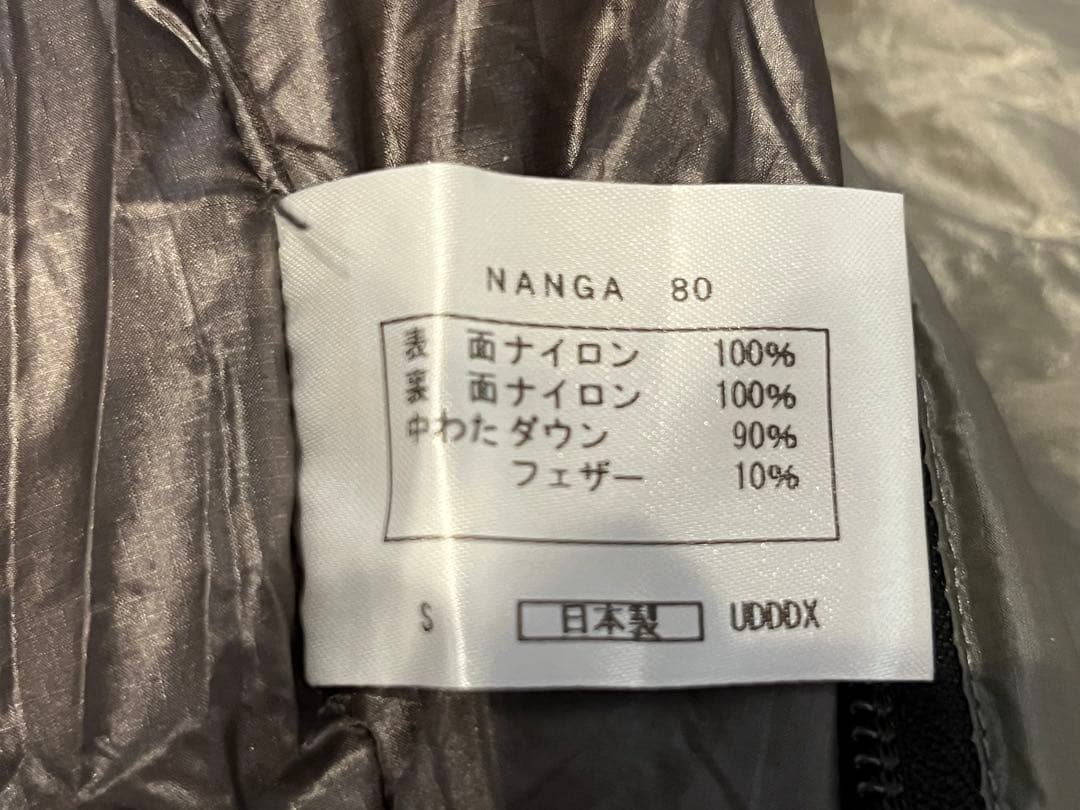 NANGA 80
表 面ナイロン 100%
裏 面ナイロン 100%
中わたダウン 90%
フェザー 10%
S 日本製 UDDDX